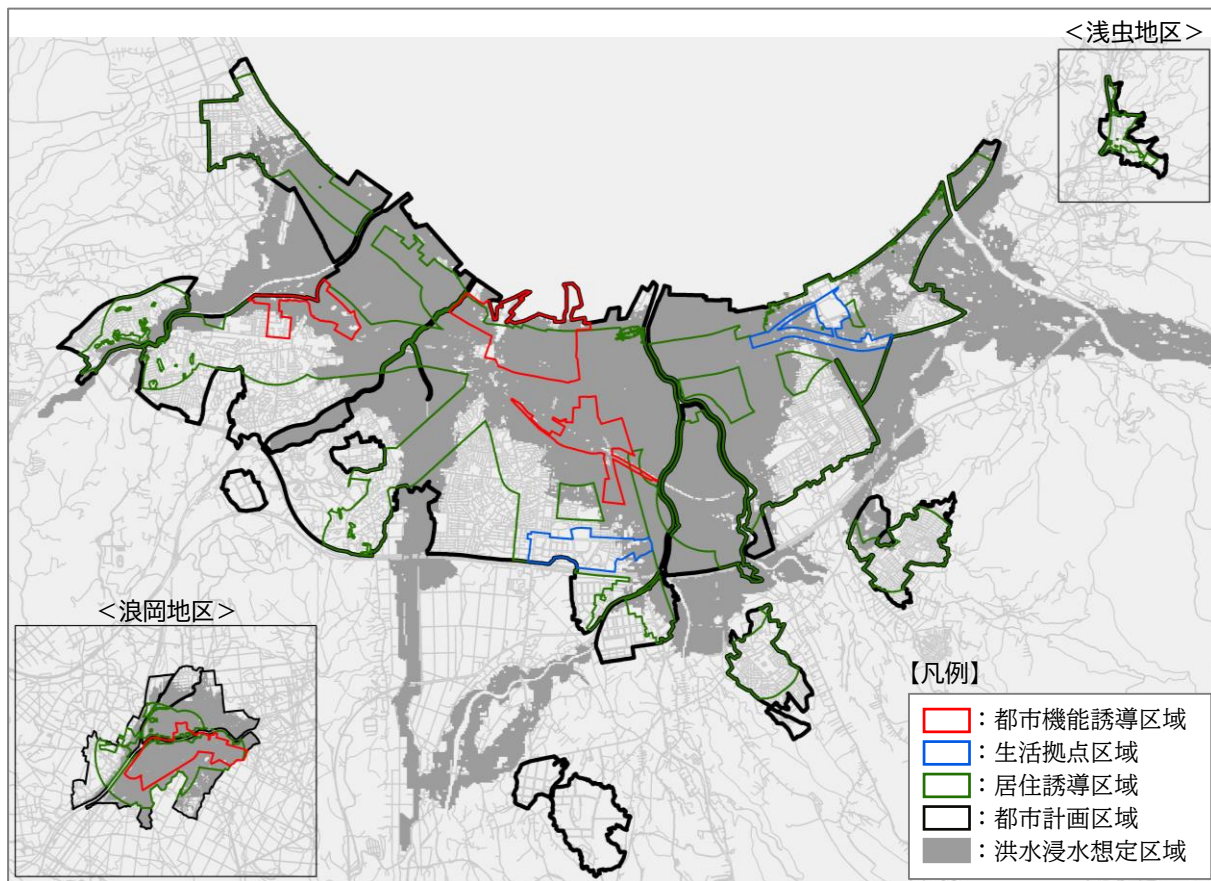 ＜浅虫地区＞
＜浪岡地区＞
【凡例】
：都市機能誘導区域
：生活拠点区域
：居住誘導区域
：都市計画区域
：洪水浸水想定区域